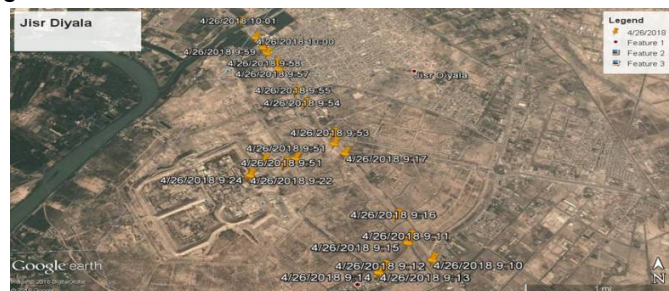 Jisr Diyala
Legend
4/26/2018
Feature 1
Feature 2
Feature 3
4/26/2018 10-01
4/26/2018 10-00
4/26/2018 9-59
4/26/2018 9-58
4/26/2018 9-57
Jisr Diyala
4/26/2018 9-55
4/26/2018 9-54
4/26/2018 9-53
4/26/2018 9-51
4/26/2018 9-17
4/26/2018 9-51
4/26/2018 9-24
4/26/2018 9-22
4/26/2018 9-16
4/26/2018 9-11
4/26/2018 9-15
4/26/2018 9-12
4/26/2018 9-10
4/26/2018 9-14
4/26/2018 9-13
Google earth
1 mi
N